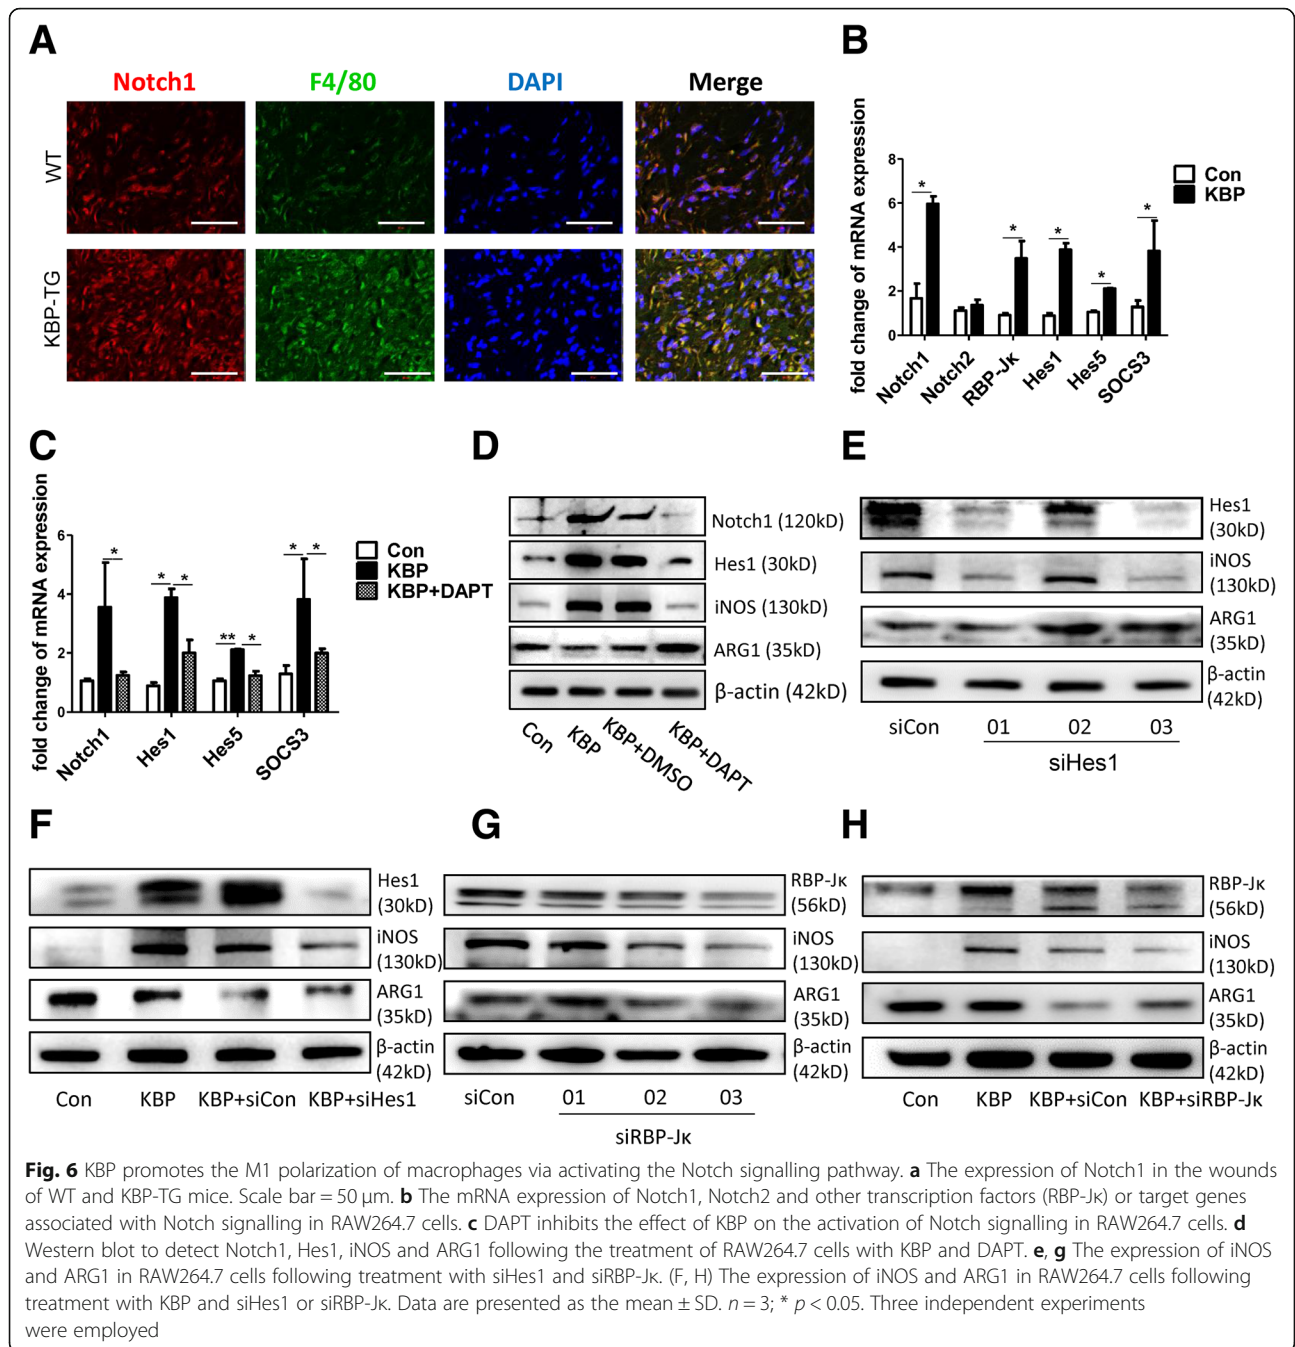 A
Notch1 F4/80 DAPI Merge
WT
KBP-TG
B
fold change of mRNA expression
8
6
4
2
0
* * * * *
Notch1 Notch2 RBP-Jκ Hes1 Hes5 SOCS3
Con
KBP
C
fold change of mRNA expression
6
4
2
0
* * * ** * * *
Notch1 Hes1 Hes5 SOCS3
Con
KBP
KBP+DAPT
D
Notch1 (120kD)
Hes1 (30kD)
iNOS (130kD)
ARG1 (35kD)
β-actin (42kD)
Con KBP KBP+DMSO KBP+DAPT
E
Hes1
(30kD)
iNOS
(130kD)
ARG1
(35kD)
β-actin
(42kD)
siCon 01 02 03
siHes1
F
Hes1
(30kD)
iNOS
(130kD)
ARG1
(35kD)
β-actin
(42kD)
Con KBP KBP+siCon KBP+siHes1
G
RBP-Jκ
(56kD)
iNOS
(130kD)
ARG1
(35kD)
β-actin
(42kD)
siCon 01 02 03
siRBP-Jκ
H
RBP-Jκ
(56kD)
iNOS
(130kD)
ARG1
(35kD)
β-actin
(42kD)
Con KBP KBP+siCon KBP+siRBP-Jκ
Fig. 6 KBP promotes the M1 polarization of macrophages via activating the Notch signalling pathway. a The expression of Notch1 in the wounds
of WT and KBP-TG mice. Scale bar = 50 μm. b The mRNA expression of Notch1, Notch2 and other transcription factors (RBP-Jκ) or target genes
associated with Notch signalling in RAW264.7 cells. c DAPT inhibits the effect of KBP on the activation of Notch signalling in RAW264.7 cells. d
Western blot to detect Notch1, Hes1, iNOS and ARG1 following the treatment of RAW264.7 cells with KBP and DAPT. e, g The expression of iNOS
and ARG1 in RAW264.7 cells following treatment with siHes1 and siRBP-Jκ. (F, H) The expression of iNOS and ARG1 in RAW264.7 cells following
treatment with KBP and siHes1 or siRBP-Jκ. Data are presented as the mean ± SD. n = 3; * p < 0.05. Three independent experiments
were employed